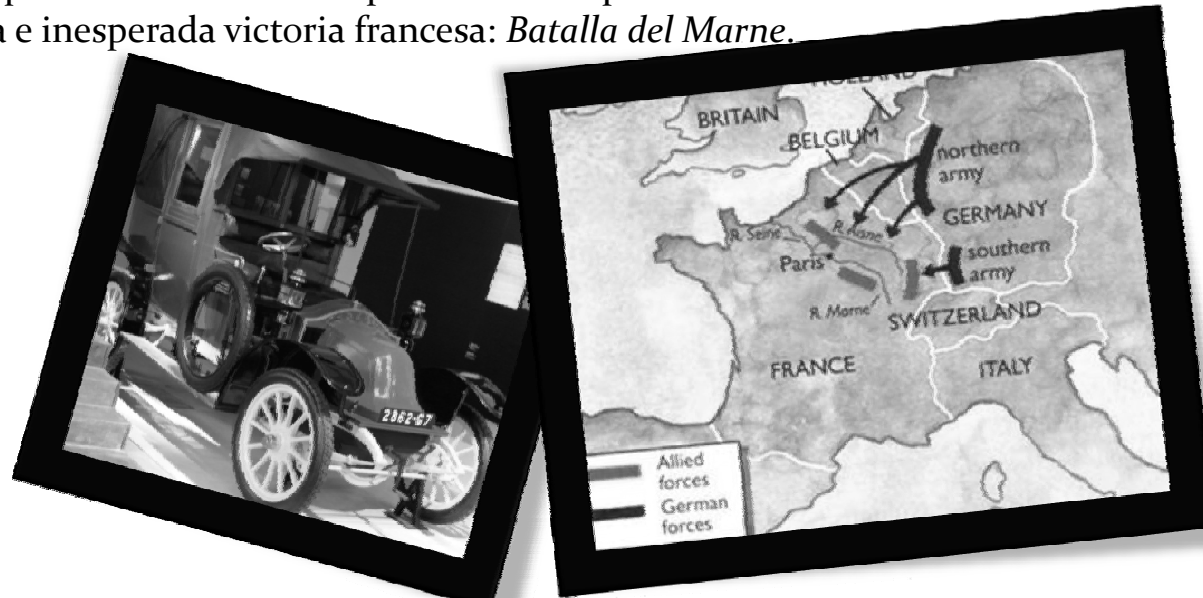 a e inesperada victoria francesa: Batalla del Marne.
HOLLAND
BRITAIN
BELGIUM
northern
army
GERMANY
R. Seine
R. Aisne
southern
army
Paris
R. Marne
SWITZERLAND
FRANCE
ITALY
2862-G7
Allied
forces
German
forces